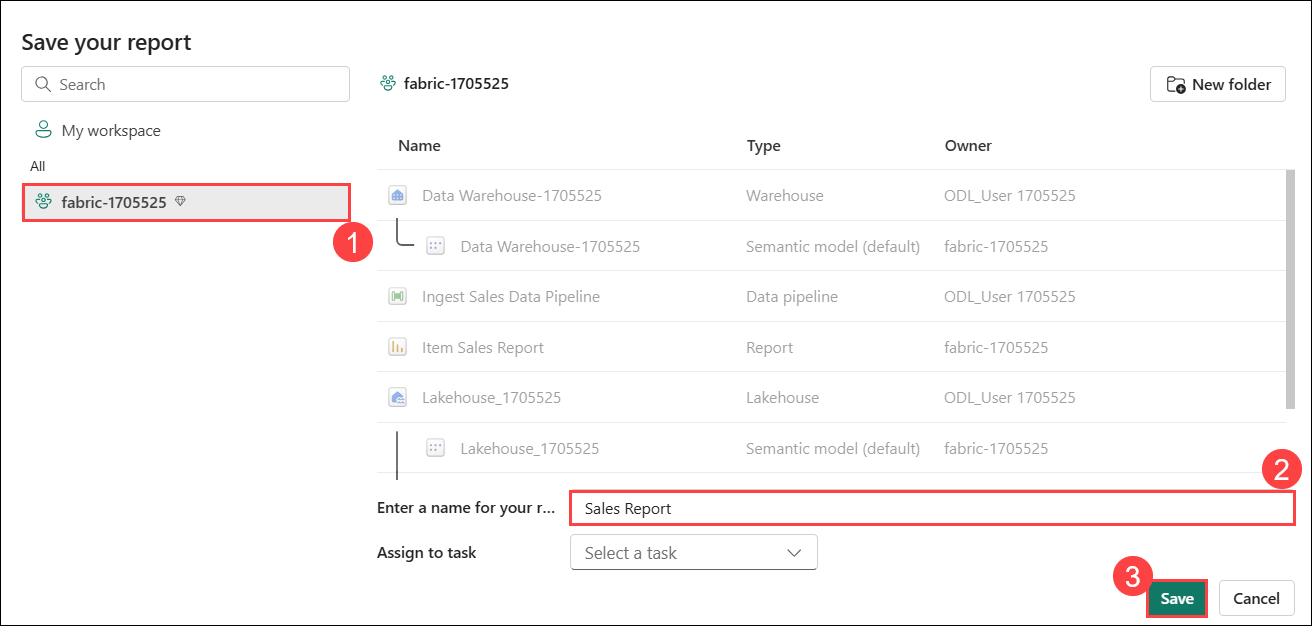 Save your report
Search
My workspace
All
fabric-1705525
1
fabric-1705525
New folder
Name Type Owner
Data Warehouse-1705525 Warehouse ODL_User 1705525
Data Warehouse-1705525 Semantic model (default) fabric-1705525
Ingest Sales Data Pipeline Data pipeline ODL_User 1705525
Item Sales Report Report fabric-1705525
Lakehouse_1705525 Lakehouse ODL_User 1705525
Lakehouse_1705525 Semantic model (default) fabric-1705525
2
Enter a name for your r... Sales Report
Assign to task Select a task
3
Save Cancel